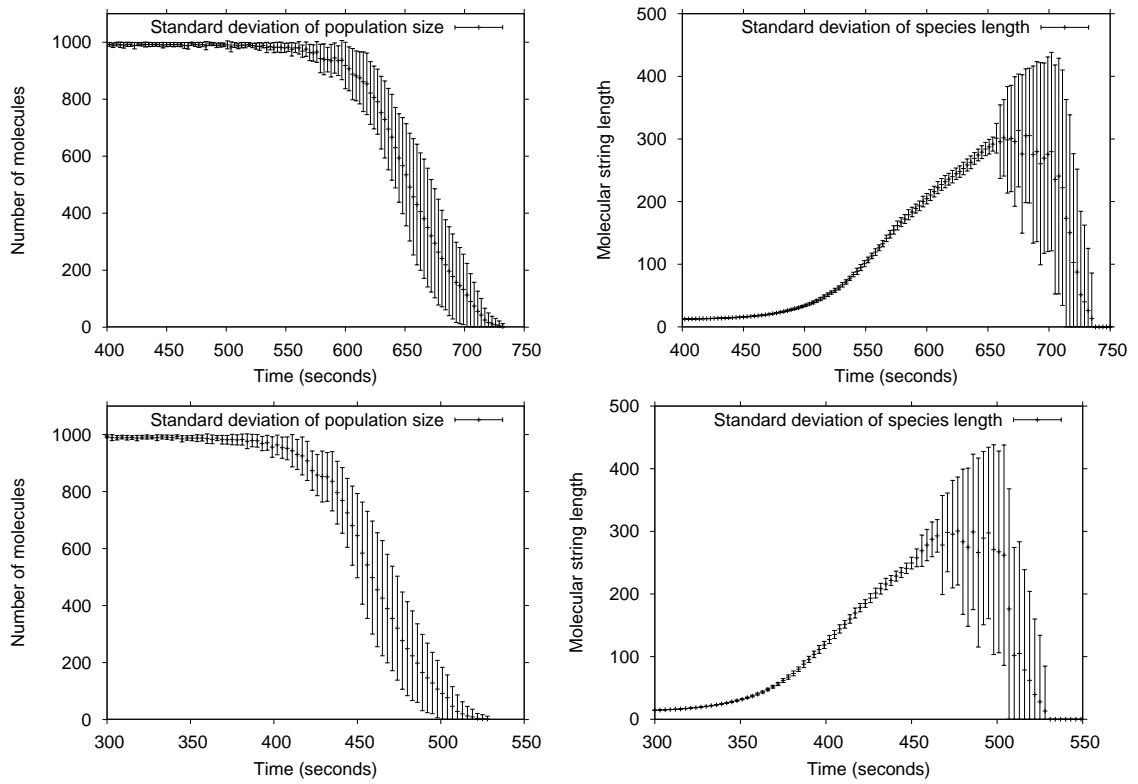 Standard deviation of population size
Number of molecules
1000
800
600
400
200
0
400 450 500 550 600 650 700 750
Time (seconds)
Standard deviation of species length
Molecular string length
500
400
300
200
100
0
400 450 500 550 600 650 700 750
Time (seconds)
Standard deviation of population size
Number of molecules
1000
800
600
400
200
0
300 350 400 450 500 550
Time (seconds)
Standard deviation of species length
Molecular string length
500
400
300
200
100
0
300 350 400 450 500 550
Time (seconds)